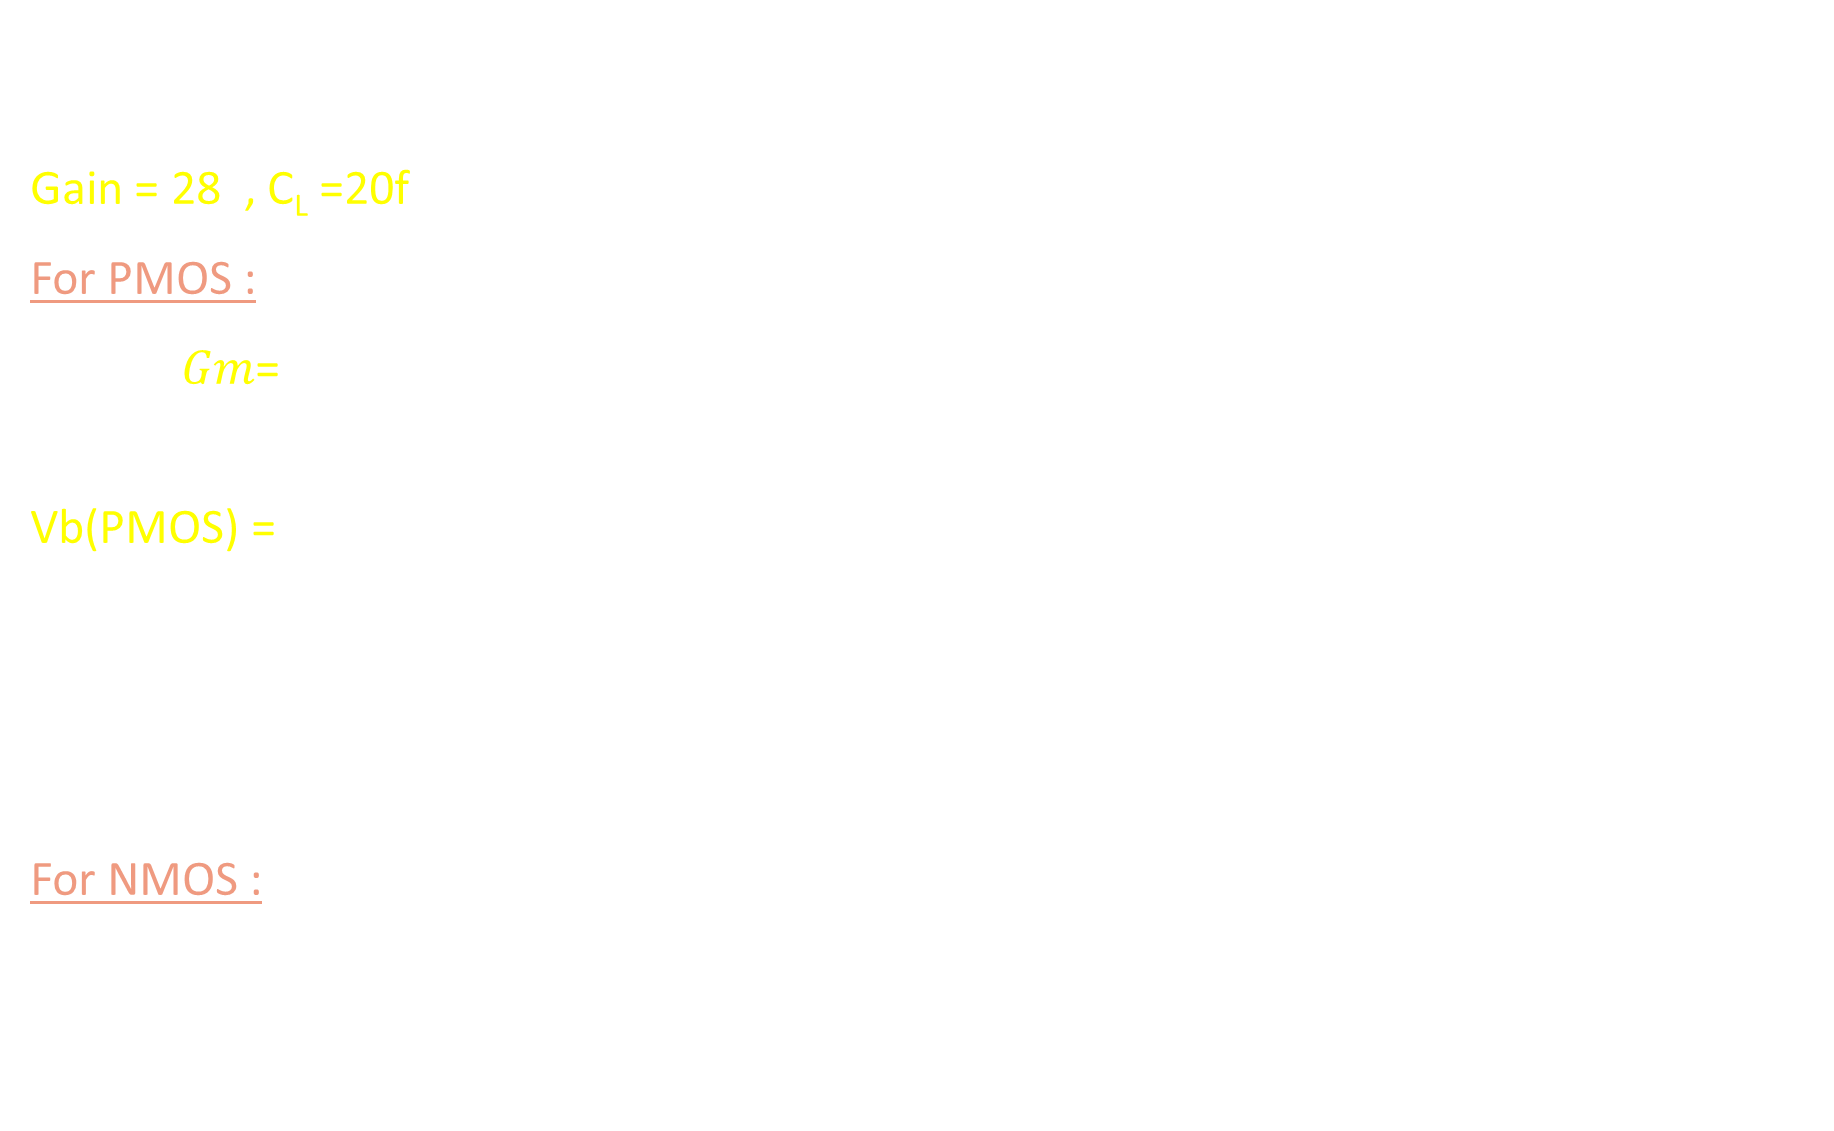 Gain = 28 , CL =20f
For PMOS :
Gm=
Vb(PMOS) =
For NMOS :